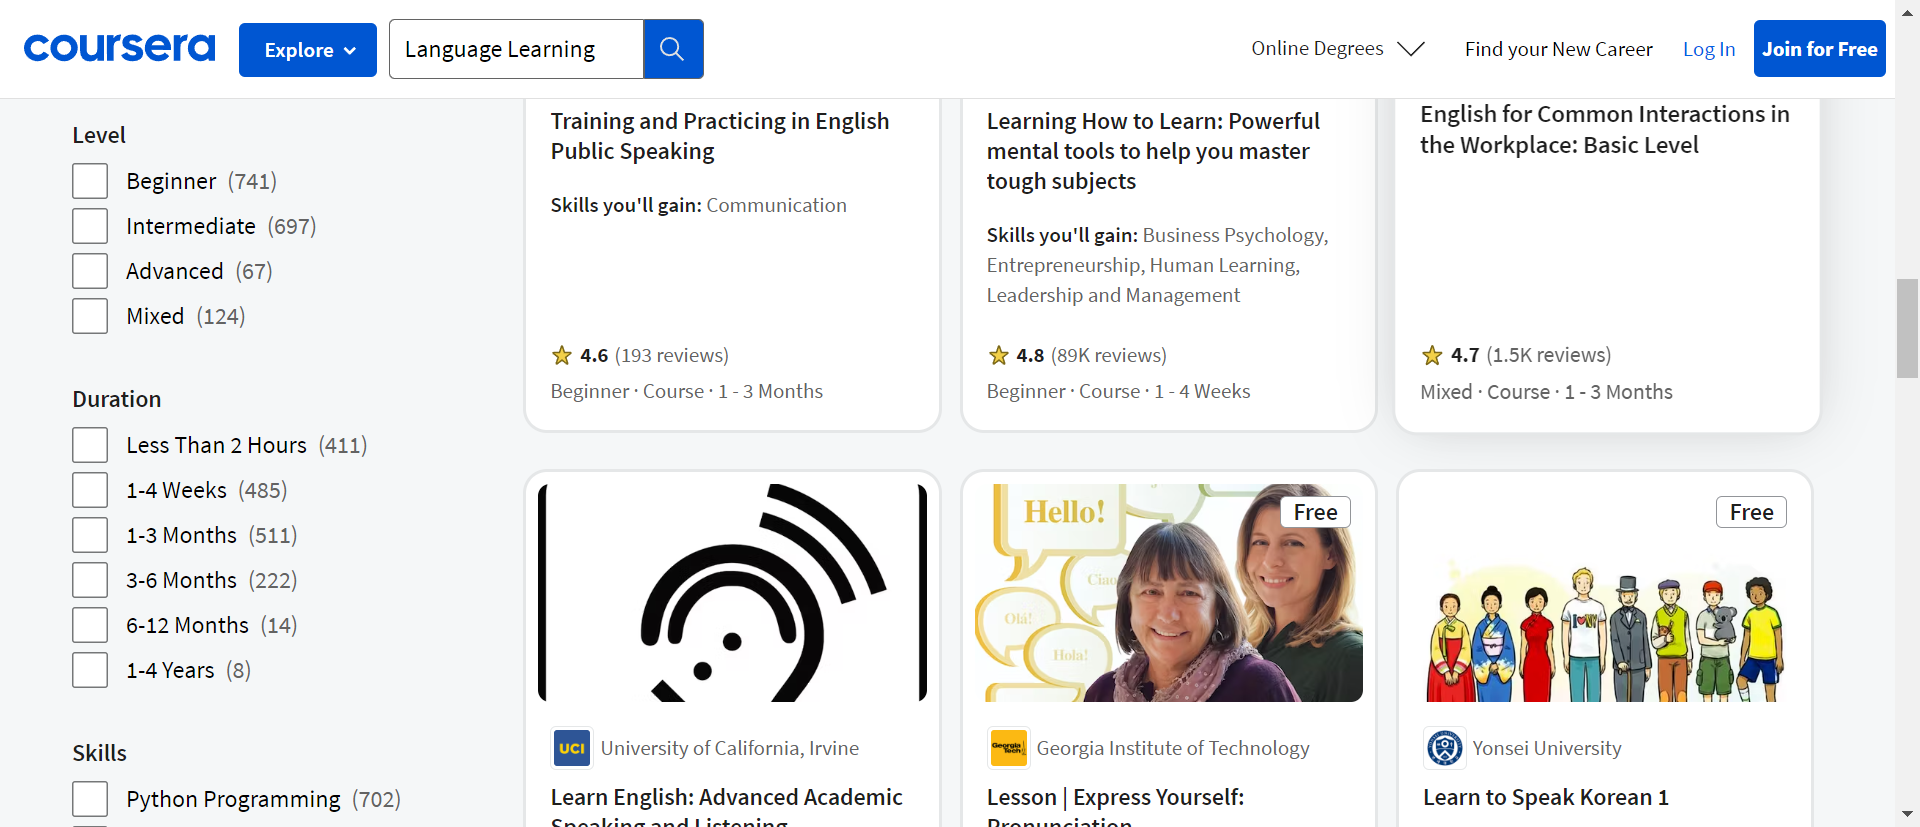 coursera
Explore
Language Learning
Online Degrees
Find your New Career
Log In
Join for Free
Level
Beginner (741)
Intermediate (697)
Advanced (67)
Mixed (124)
Duration
Less Than 2 Hours (411)
1-4 Weeks (485)
1-3 Months (511)
3-6 Months (222)
6-12 Months (14)
1-4 Years (8)
Skills
Python Programming (702)
Training and Practicing in English
Public Speaking
Skills you'll gain: Communication
4.6 (193 reviews)
Beginner · Course · 1 - 3 Months
Learning How to Learn: Powerful
mental tools to help you master
tough subjects
Skills you'll gain: Business Psychology,
Entrepreneurship, Human Learning,
Leadership and Management
4.8 (89K reviews)
Beginner · Course · 1 - 4 Weeks
English for Common Interactions in
the Workplace: Basic Level
4.7 (1.5K reviews)
Mixed · Course · 1 - 3 Months
UCI
University of California, Irvine
Learn English: Advanced Academic
Speaking and Listening
Hello!
Ciao
Olá!
Hola!
Free
Georgia Tech
Georgia Institute of Technology
Lesson | Express Yourself:
Pronunciation
Free
Yonsei University
Learn to Speak Korean 1